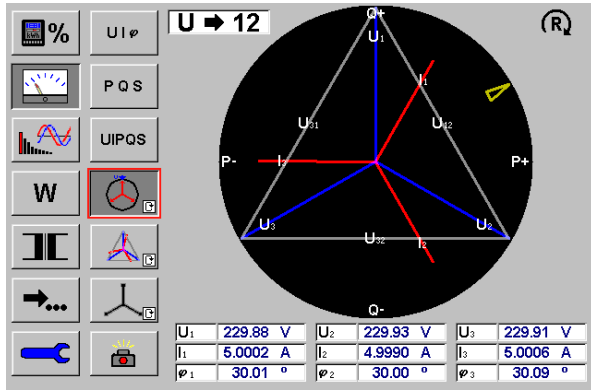 %
U I φ
U ➡ 12
R
P Q S
UIPQS
W
➡...
Q+
U₁
I₁
U₃₁
U₁₂
P-
I₃
P+
U₃
U₂
U₃₂
I₂
Q-
U₁ 229.88 V U₂ 229.93 V U₃ 229.91 V
I₁ 5.0002 A I₂ 4.9990 A I₃ 5.0006 A
φ₁ 30.01 º φ₂ 30.00 º φ₃ 30.09 º